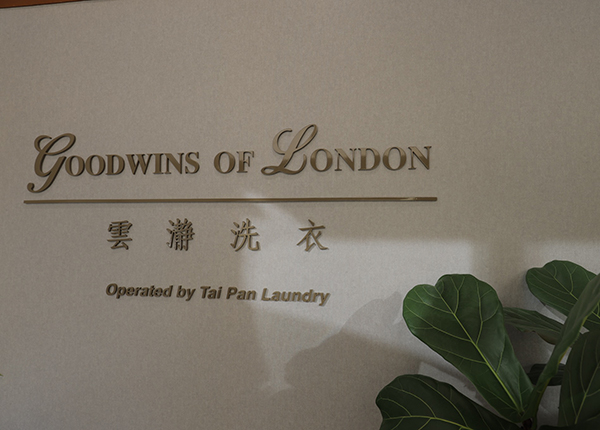 Goodwins of London
雲瀞洗衣
Operated by Tai Pan Laundry